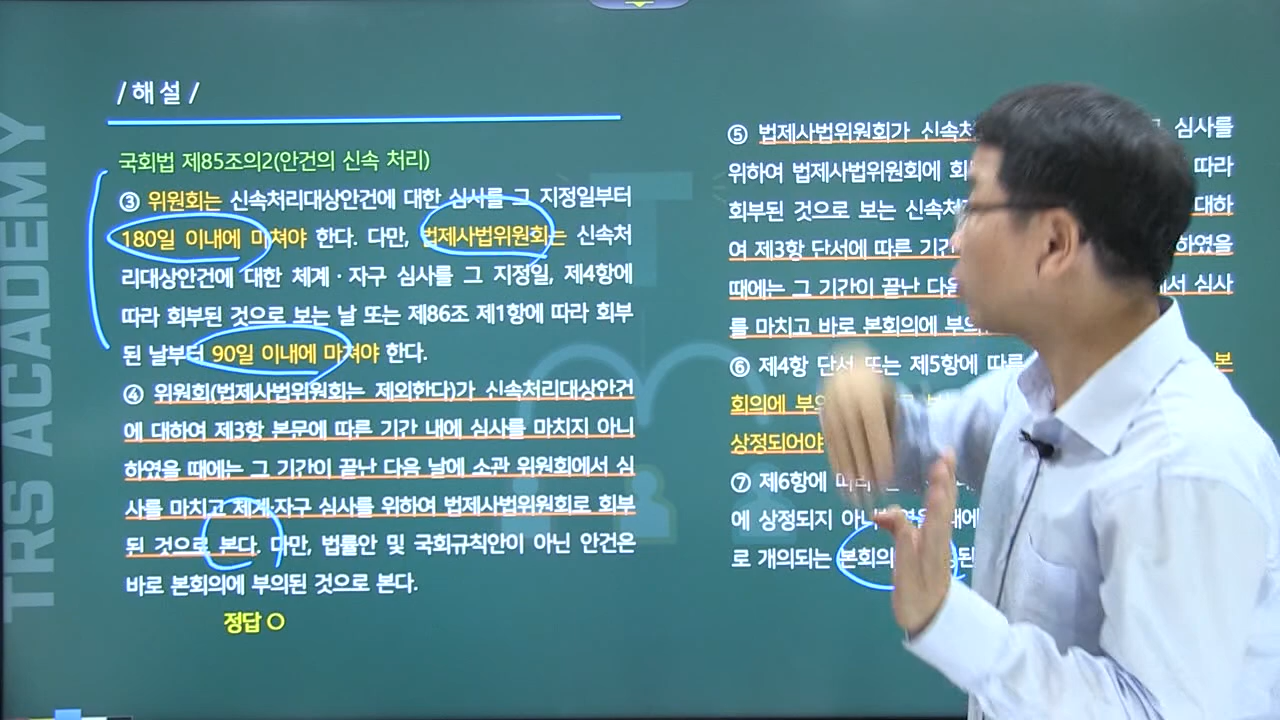 TRS ACADEMY
/ 해 설 /
국회법 제85조의2(안건의 신속 처리)
③ 위원회는 신속처리대상안건에 대한 심사를 그 지정일부터
180일 이내에 마쳐야 한다. 다만, 법제사법위원회는 신속처
리대상안건에 대한 체계·자구 심사를 그 지정일, 제4항에
따라 회부된 것으로 보는 날 또는 제86조 제1항에 따라 회부
된 날부터 90일 이내에 마쳐야 한다.
④ 위원회(법제사법위원회는 제외한다)가 신속처리대상안건
에 대하여 제3항 본문에 따른 기간 내에 심사를 마치지 아니
하였을 때에는 그 기간이 끝난 다음 날에 소관 위원회에서 심
사를 마치고 체계·자구 심사를 위하여 법제사법위원회로 회부
된 것으로 본다. 다만, 법률안 및 국회규칙안이 아닌 안건은
바로 본회의에 부의된 것으로 본다.
정답 O
⑤ 법제사법위원회가 신속처 심사를
위하여 법제사법위원회에 회 따라
회부된 것으로 보는 신속처 대하
여 제3항 단서에 따른 기간 하였을
때에는 그 기간이 끝난 다음 서 심사
를 마치고 바로 본회의에 부의
⑥ 제4항 단서 또는 제5항에 따른 본
회의에 부의
상정되어야
⑦ 제6항에 따라
에 상정되지 아니
로 개의되는 본회의